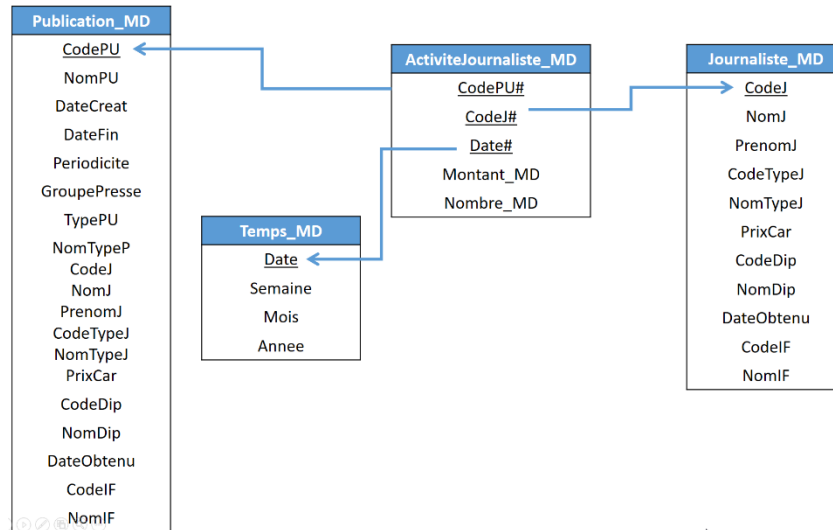 Publication_MD
CodePU
NomPU
DateCreat
DateFin
Periodicite
GroupePresse
TypePU
NomTypeP
CodeJ
NomJ
PrenomJ
CodeTypeJ
NomTypeJ
PrixCar
CodeDip
NomDip
DateObtenu
CodeIF
NomIF
Temps_MD
Date
Semaine
Mois
Annee
ActiviteJournaliste_MD
CodePU#
CodeJ#
Date#
Montant_MD
Nombre_MD
Journaliste_MD
CodeJ
NomJ
PrenomJ
CodeTypeJ
NomTypeJ
PrixCar
CodeDip
NomDip
DateObtenu
CodeIF
NomIF